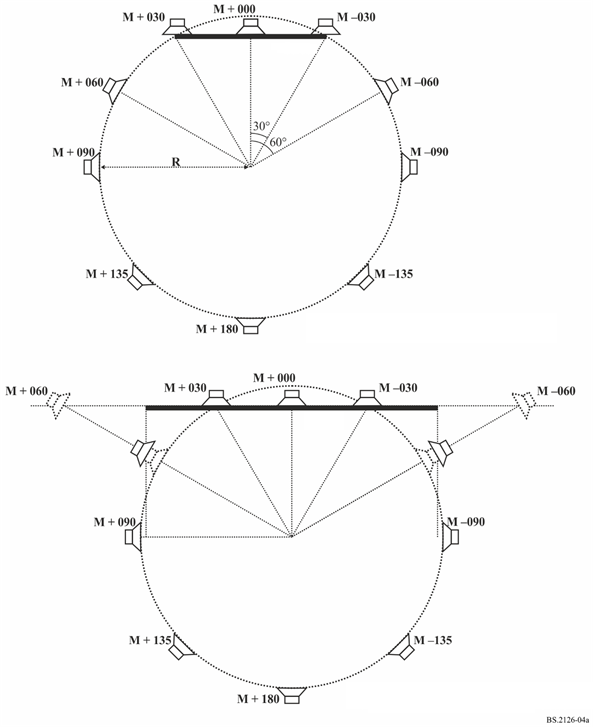 M + 000
M + 030
M –030
M + 060
M –060
30°
60°
M + 090
R
M –090
M + 135
M –135
M + 180
M + 060
M + 030
M + 000
M –030
M –060
M + 090
M –090
M + 135
M –135
M + 180
BS.2126-04a